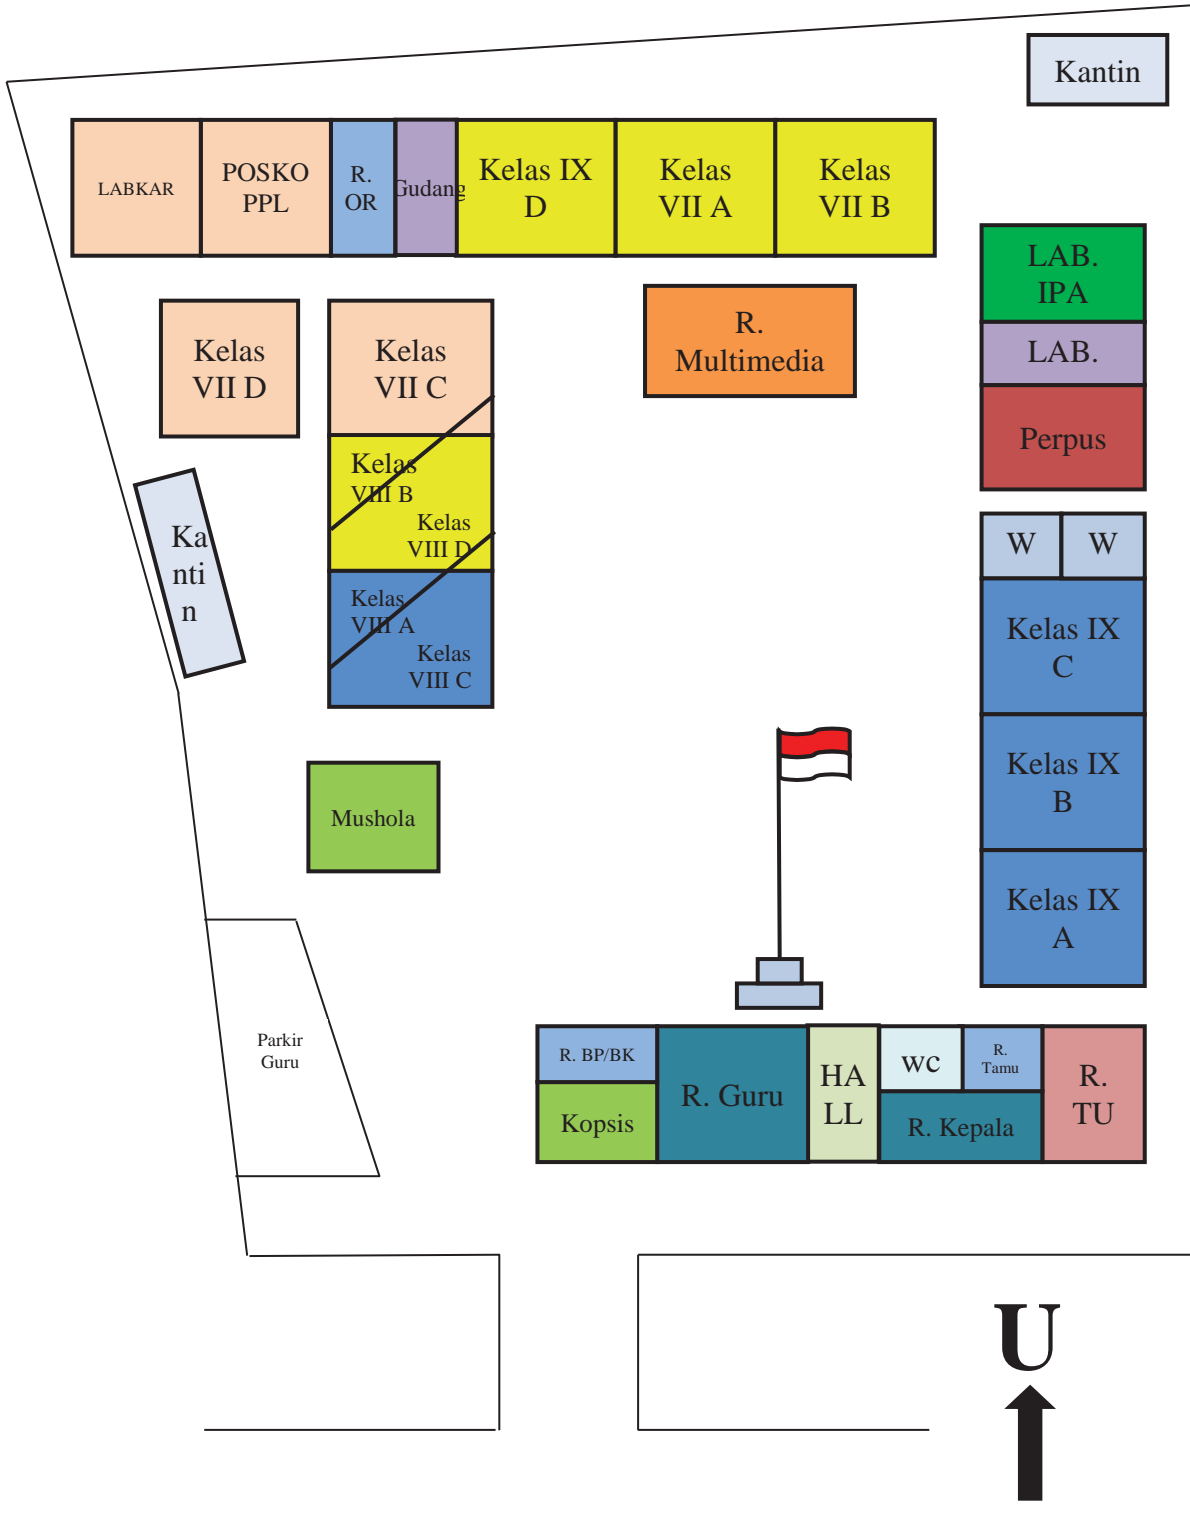 Kantin
LABKAR
POSKO
PPL
R.
OR
Gudang
Kelas IX
D
Kelas
VII A
Kelas
VII B
LAB.
IPA
LAB.
Perpus
Kelas
VII D
Kelas
VII C
R.
Multimedia
Kelas
VIII B
Kelas
VIII D
Kelas
VIII A
Kelas
VIII C
Ka
nti
n
W
W
Kelas IX
C
Kelas IX
B
Kelas IX
A
Mushola
Parkir
Guru
R. BP/BK
Kopsis
R. Guru
HA
LL
wc
R.
Tamu
R. Kepala
R.
TU
U